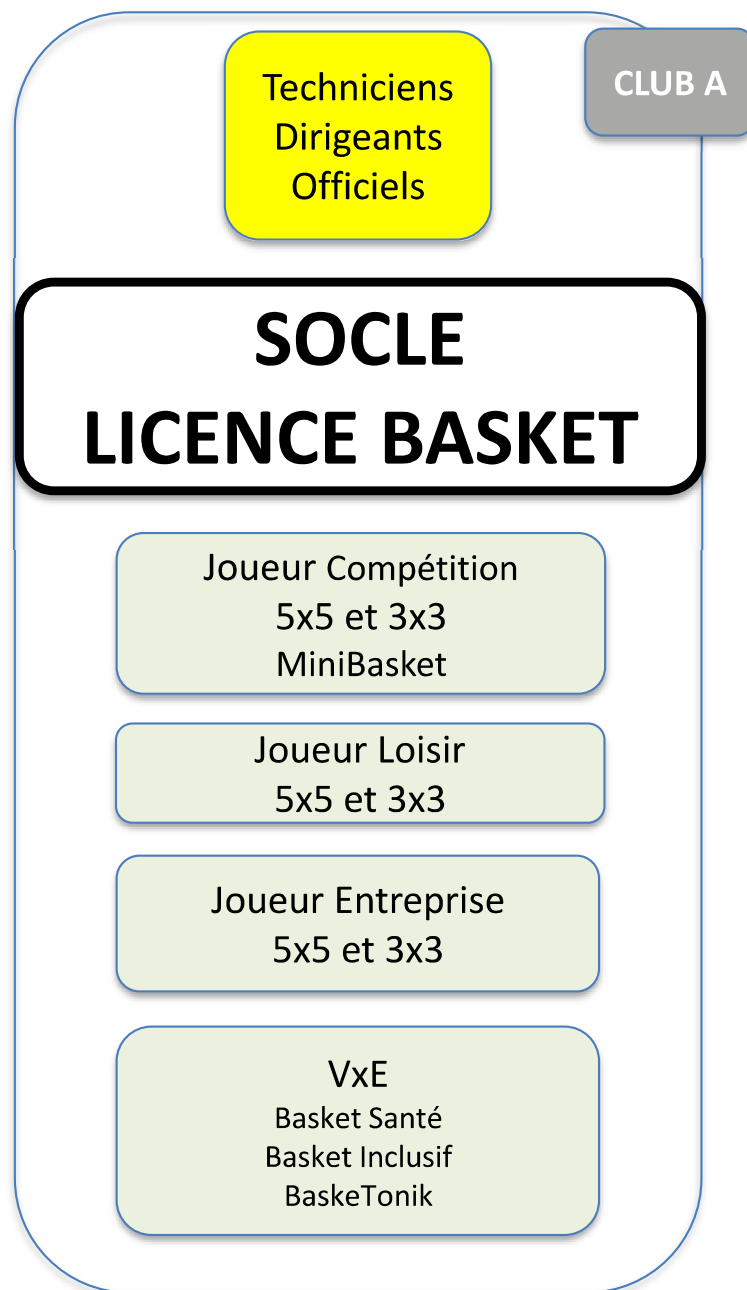 Techniciens
Dirigeants
Officiels
CLUB A
SOCLE
LICENCE BASKET
Joueur Compétition
5x5 et 3x3
MiniBasket
Joueur Loisir
5x5 et 3x3
Joueur Entreprise
5x5 et 3x3
VxE
Basket Santé
Basket Inclusif
BaskeTonik